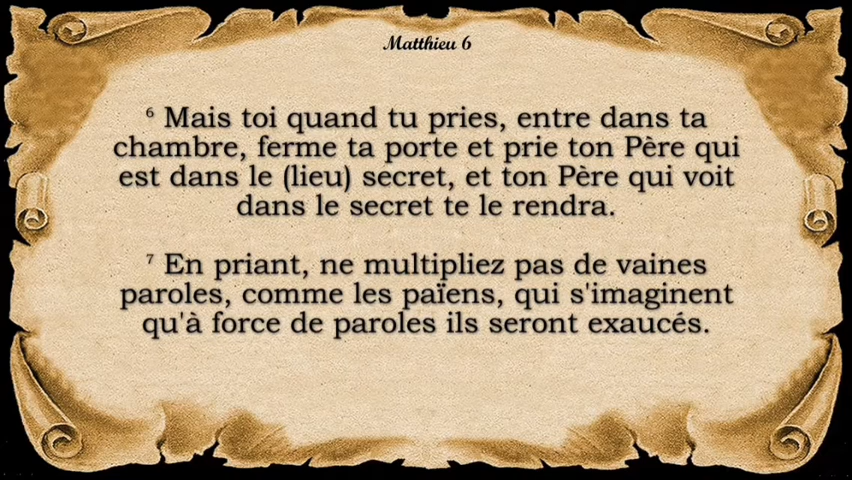 Matthieu 6
⁶ Mais toi quand tu pries, entre dans ta
chambre, ferme ta porte et prie ton Père qui
est dans le (lieu) secret, et ton Père qui voit
dans le secret te le rendra.
⁷ En priant, ne multipliez pas de vaines
paroles, comme les païens, qui s'imaginent
qu'à force de paroles ils seront exaucés.